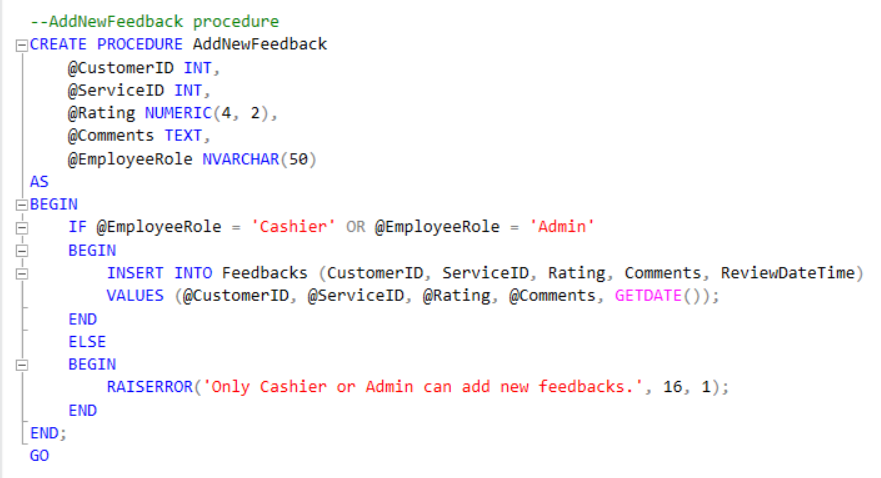 --AddNewFeedback procedure
CREATE PROCEDURE AddNewFeedback
    @CustomerID INT,
    @ServiceID INT,
    @Rating NUMERIC(4, 2),
    @Comments TEXT,
    @EmployeeRole NVARCHAR(50)
AS
BEGIN
    IF @EmployeeRole = 'Cashier' OR @EmployeeRole = 'Admin'
    BEGIN
        INSERT INTO Feedbacks (CustomerID, ServiceID, Rating, Comments, ReviewDateTime)
        VALUES (@CustomerID, @ServiceID, @Rating, @Comments, GETDATE());
    END
    ELSE
    BEGIN
        RAISERROR('Only Cashier or Admin can add new feedbacks.', 16, 1);
    END
END;
GO